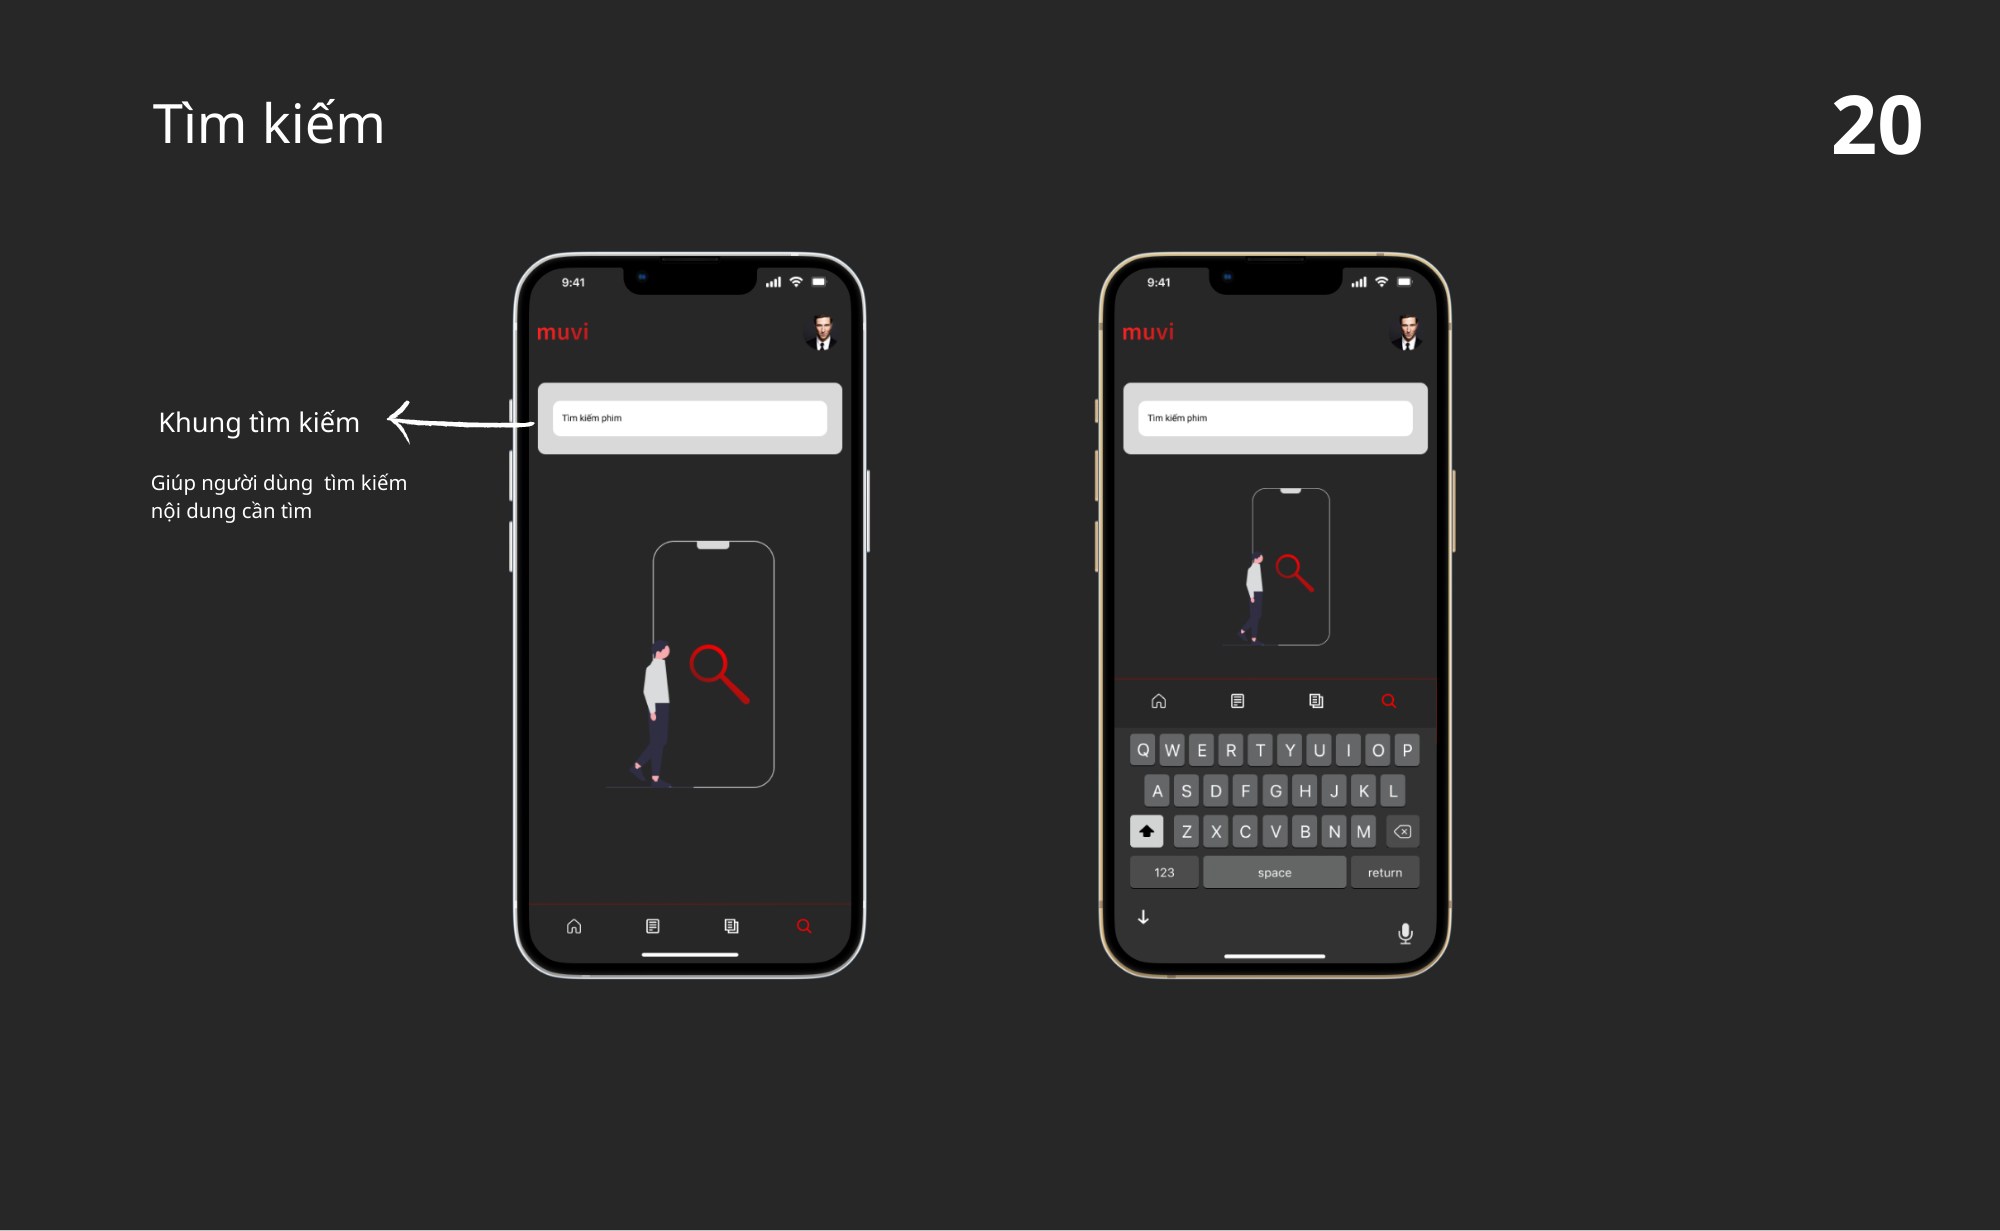 Tìm kiếm
20
9:41
muvi
Tìm kiếm phim
Khung tìm kiếm
Giúp người dùng  tìm kiếm
nội dung cần tìm
9:41
muvi
Tìm kiếm phim
Q W E R T Y U I O P
A S D F G H J K L
Z X C V B N M
123 space return